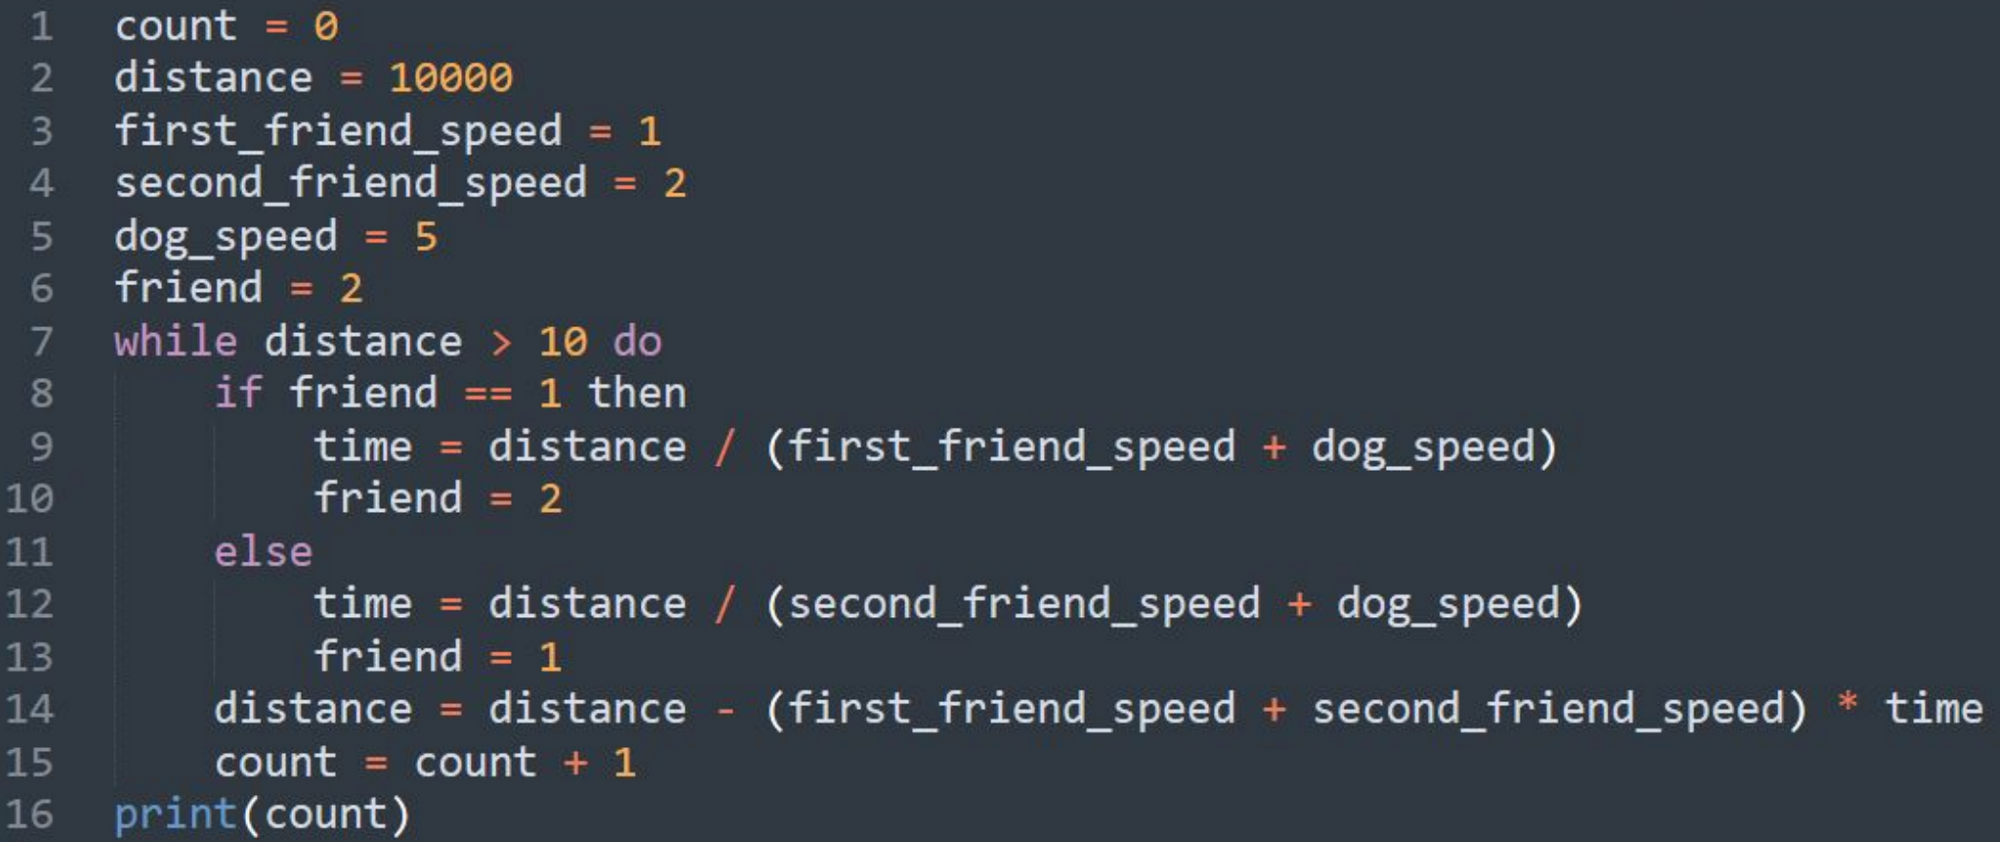 1 count = 0
2 distance = 10000
3 first_friend_speed = 1
4 second_friend_speed = 2
5 dog_speed = 5
6 friend = 2
7 while distance > 10 do
8     if friend == 1 then
9         time = distance / (first_friend_speed + dog_speed)
10         friend = 2
11     else
12         time = distance / (second_friend_speed + dog_speed)
13         friend = 1
14     distance = distance - (first_friend_speed + second_friend_speed) * time
15     count = count + 1
16 print(count)